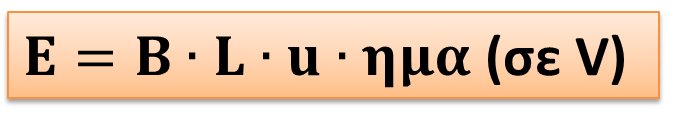 E = B · L · u · ημα (σε V)